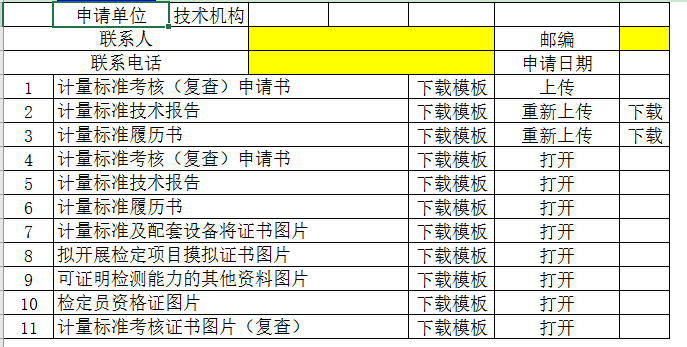 申请单位 技术机构
联系人 邮编
联系电话 申请日期
1 计量标准考核（复查）申请书 下载模板 上传
2 计量标准技术报告 下载模板 重新上传 下载
3 计量标准履历书 下载模板 重新上传 下载
4 计量标准考核（复查）申请书 下载模板 打开
5 计量标准技术报告 下载模板 打开
6 计量标准履历书 下载模板 打开
7 计量标准及配套设备将证书图片 下载模板 打开
8 拟开展检定项目摸拟证书图片 下载模板 打开
9 可证明检测能力的其他资料图片 下载模板 打开
10 检定员资格证图片 下载模板 打开
11 计量标准考核证书图片（复查） 下载模板 打开